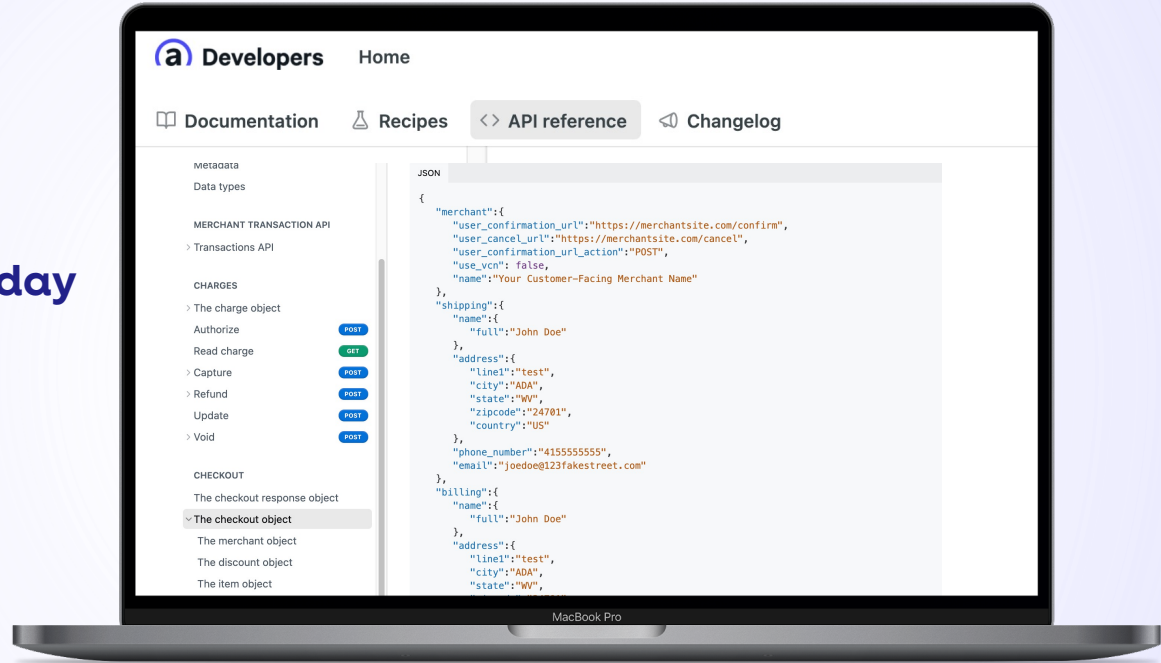 a Developers Home
Documentation Recipes <> API reference Changelog
day
Metadata
Data types
MERCHANT TRANSACTION API
> Transactions API
CHARGES
> The charge object
Authorize POST
Read charge GET
> Capture POST
> Refund POST
Update POST
> Void POST
CHECKOUT
The checkout response object
The checkout object
The merchant object
The discount object
The item object
JSON
{
"merchant":{
"user_confirmation_url":"https://merchantsite.com/confirm",
"user_cancel_url":"https://merchantsite.com/cancel",
"user_confirmation_url_action":"POST",
"use_vcn": false,
"name":"Your Customer-Facing Merchant Name"
},
"shipping":{
"name":{
"full":"John Doe"
},
"address":{
"line1":"test",
"city":"ADA",
"state":"WV",
"zipcode":"24701",
"country":"US"
},
"phone_number":"4155555555",
"email":"joedoe@123fakestreet.com"
},
"billing":{
"name":{
"full":"John Doe"
},
"address":{
"line1":"test",
"city":"ADA",
"state":"WV",
MacBook Pro